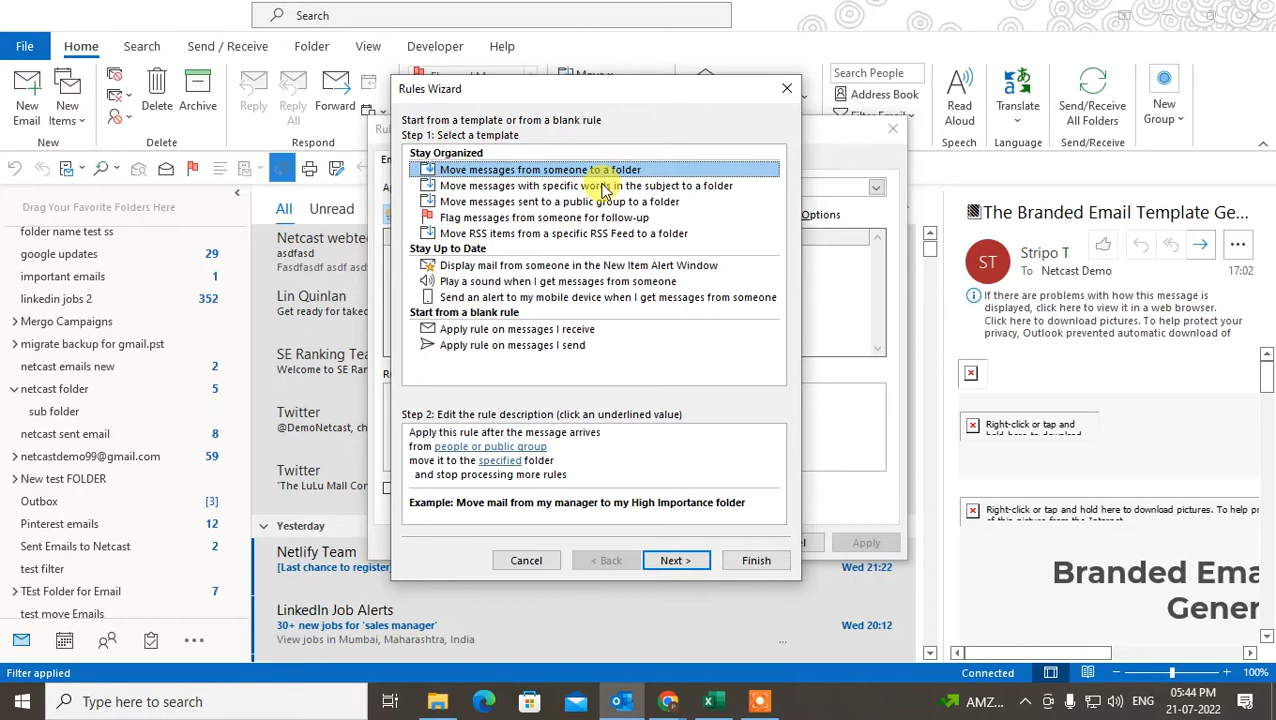 Search
File
Home
Search
Send / Receive
Folder
View
Developer
Help
New
Email
New
Items
New
Delete
Archive
Delete
Reply
Reply
All
Forward
Respond
Move
Search People
Address Book
Filter Email
Read
Aloud
Speech
Translate
Language
Send/Receive
All Folders
Send/Receive
New
Group
New Group
Drag Your Favorite Folders Here
folder name test ss
google updates 29
important emails 1
linkedin jobs 2 352
Mergo Campaigns
migrate backup for gmail.pst
netcast emails new 2
netcast folder 5
sub folder
netcast sent email 8
netcastdemo99@gmail.com 59
New test FOLDER
Outbox [3]
Pinterest emails 12
Sent Emails to Netcast 2
test filter
TEst Folder for Email 3
test move Emails
All Unread
Netcast webte
asdfasd
Fasdfasdf asdf asdf
Lin Quinlan
Get ready for take
SE Ranking Tea
Welcome to SE Ra
Twitter
@DemoNetcast, ch
Twitter
'The LuLu Mall Con
Yesterday
Netlify Team
[Last chance to register Wed 21:22
LinkedIn Job Alerts
30+ new jobs for 'sales manager' Wed 20:12
View jobs in Mumbai, Maharashtra, India ...
Options
Apply
Rules Wizard
Start from a template or from a blank rule
Step 1: Select a template
Stay Organized
Move messages from someone to a folder
Move messages with specific words in the subject to a folder
Move messages sent to a public group to a folder
Flag messages from someone for follow-up
Move RSS items from a specific RSS Feed to a folder
Stay Up to Date
Display mail from someone in the New Item Alert Window
Play a sound when I get messages from someone
Send an alert to my mobile device when I get messages from someone
Start from a blank rule
Apply rule on messages I receive
Apply rule on messages I send
Step 2: Edit the rule description (click an underlined value)
Apply this rule after the message arrives
from people or public group
move it to the specified folder
and stop processing more rules
Example: Move mail from my manager to my High Importance folder
Cancel
< Back
Next >
Finish
The Branded Email Template Ge...
ST
Stripo T
To Netcast Demo
17:02
If there are problems with how this message is
displayed, click here to view it in a web browser.
Click here to download pictures. To help protect your
privacy, Outlook prevented automatic download of
Right-click or tap and
hold here to download
Right-click or tap and hold here to download pictures. To help pr
of this picture from the Internet.
Branded Ema
Gener
Filter applied
Connected
100%
Type here to search
AMZ...
ENG
05:44 PM
21-07-2022